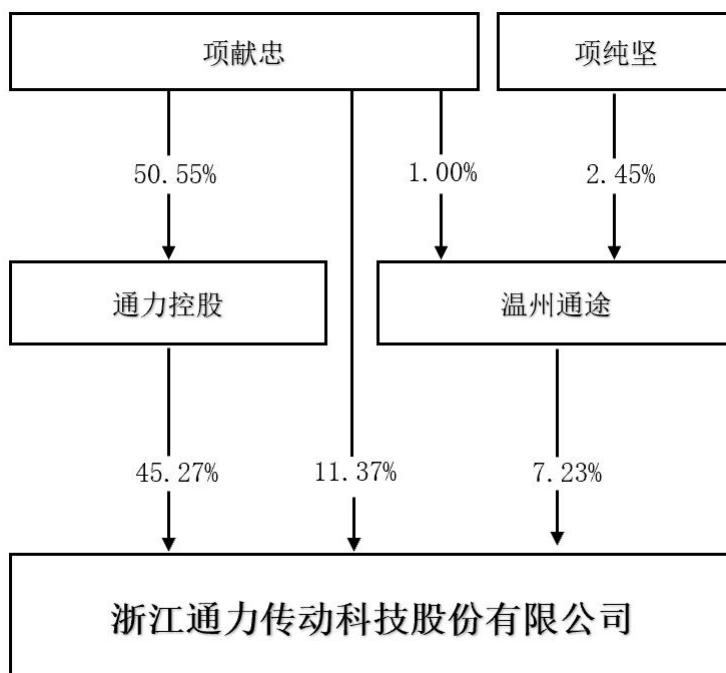 项献忠
项纯坚
50.55%
1.00%
2.45%
通力控股
温州通途
45.27%
11.37%
7.23%
浙江通力传动科技股份有限公司